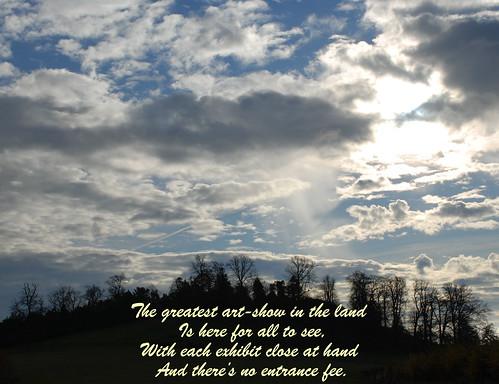 The greatest art-show in the land
Is here for all to see,
With each exhibit close at hand
And there's no entrance fee.